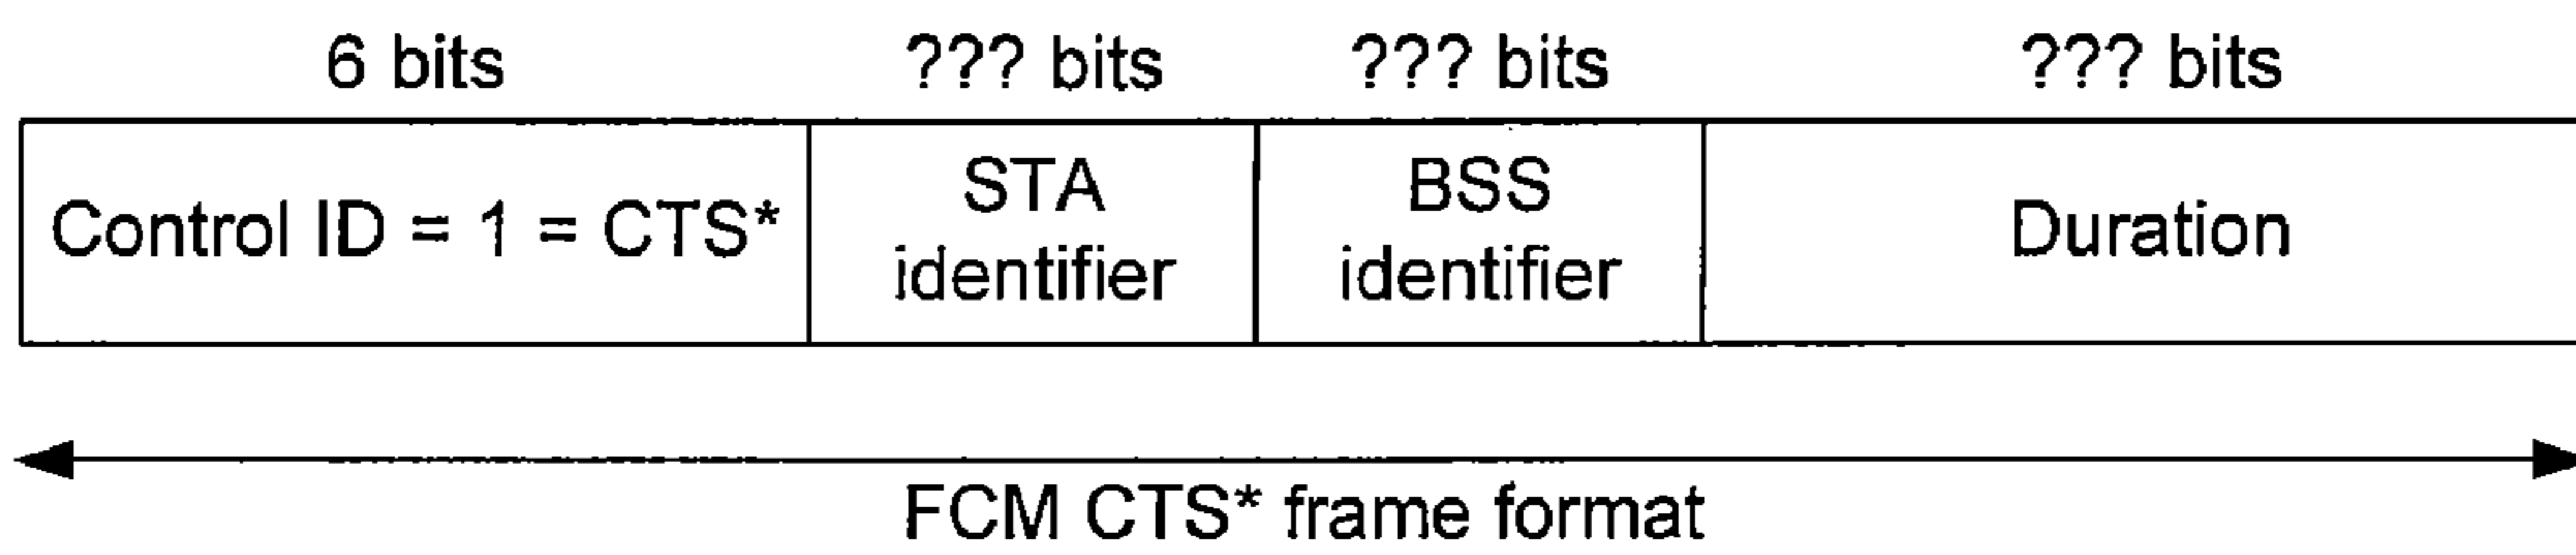 6 bits ??? bits ??? bits ??? bits
Control ID = 1 = CTS*
STA
identifier
BSS
identifier
Duration
FCM CTS* frame format